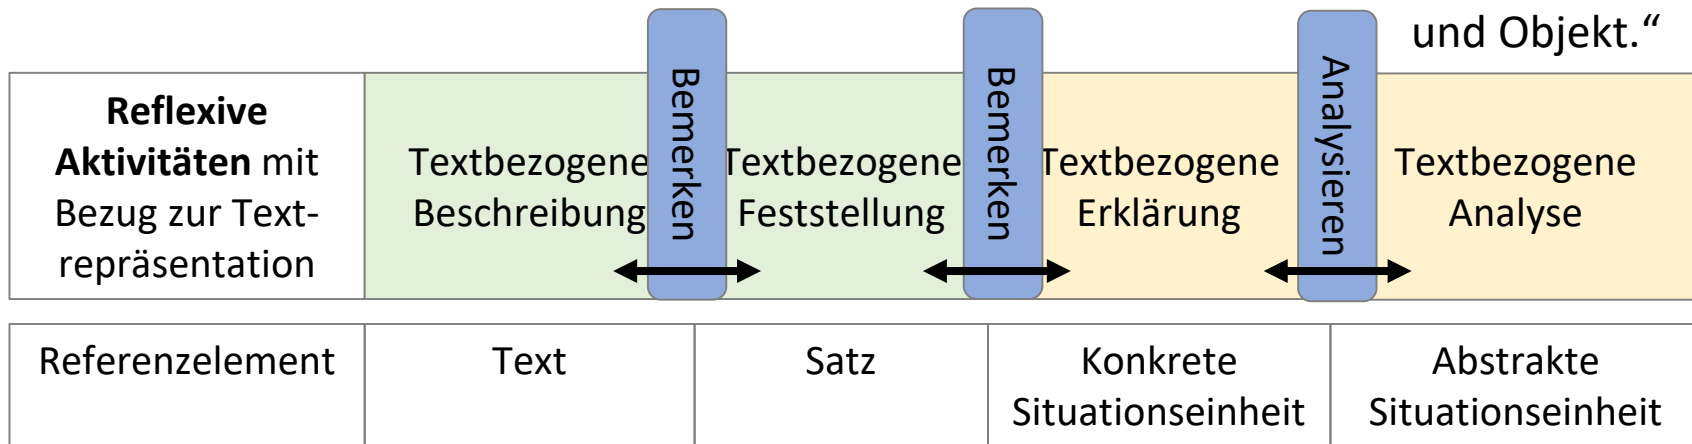 und Objekt.“
Reflexive
Aktivitäten mit
Bezug zur Text-
repräsentation
Textbezogene
Beschreibung
Bemerken
Textbezogene
Feststellung
Bemerken
Textbezogene
Erklärung
Analysieren
Textbezogene
Analyse
Referenzelement
Text
Satz
Konkrete
Situationseinheit
Abstrakte
Situationseinheit